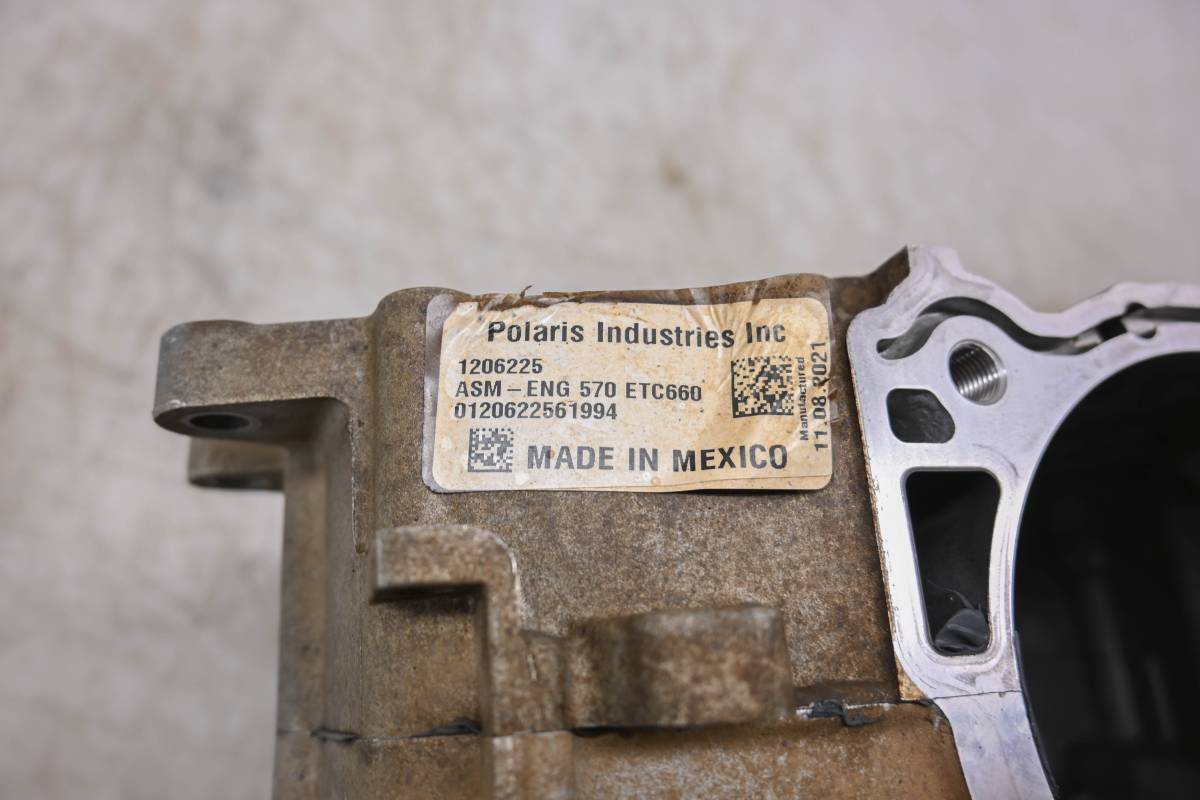 Polaris Industries Inc
1206225
ASM-ENG 570 ETC660
0120622561994
MADE IN MEXICO
Manufactured
11.08.2021